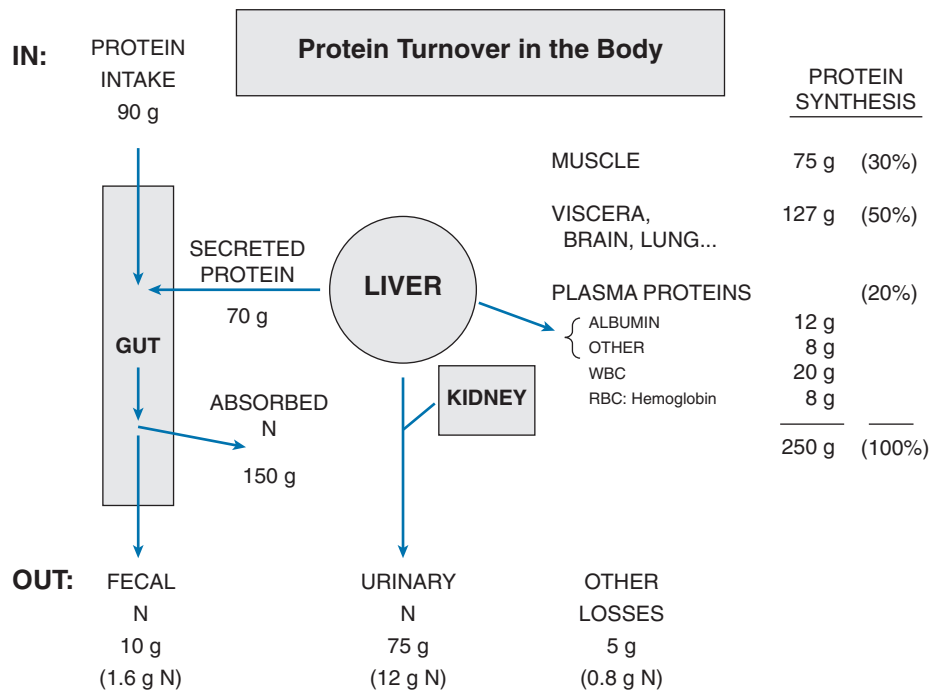 Protein Turnover in the Body
IN:
PROTEIN
INTAKE
90 g
PROTEIN
SYNTHESIS
MUSCLE 75 g (30%)
VISCERA, 127 g (50%)
BRAIN, LUNG...
SECRETED
PROTEIN
70 g
LIVER
PLASMA PROTEINS (20%)
ALBUMIN 12 g
OTHER 8 g
WBC 20 g
RBC: Hemoglobin 8 g
250 g (100%)
GUT
KIDNEY
ABSORBED
N
150 g
OUT:
FECAL
N
10 g
(1.6 g N)
URINARY
N
75 g
(12 g N)
OTHER
LOSSES
5 g
(0.8 g N)